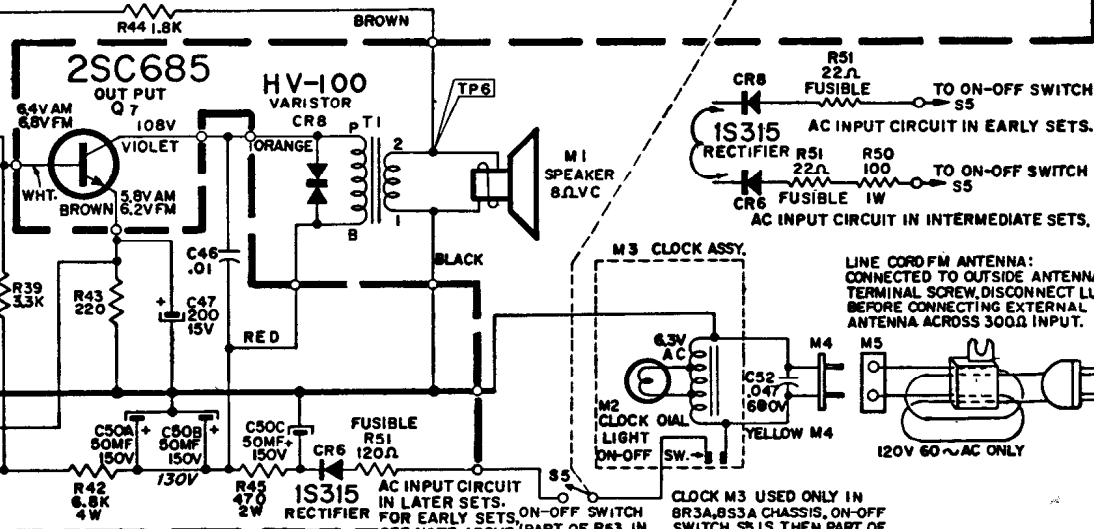 R44 1.8K
BROWN
2SC685
OUT PUT
Q7
6.4V AM
6.8V FM
108V
VIOLET
WHT.
BROWN
5.8V AM
6.2V FM
HV-100
VARISTOR
CR8
ORANGE
P
T1
B
2
1
TP6
M1
SPEAKER
8Ω VC
BLACK
C46
.01
R39
3.3K
R43
220
+
C47
200
15V
RED
C50A
50MF
150V
+
C50B
50MF
150V
+
130V
C50C
50MF
150V
+
R42
6.8K
4W
R45
470
2W
CR6
1S315
RECTIFIER
FUSIBLE
R51
120Ω
AC INPUT CIRCUIT
IN LATER SETS.
FOR EARLY SETS,
S5
ON-OFF SWITCH
(PART OF R53 IN
CR8
R51
22Ω
FUSIBLE
TO ON-OFF SWITCH
S5
AC INPUT CIRCUIT IN EARLY SETS.
1S315
RECTIFIER
CR6
R51
22Ω
FUSIBLE
R50
100
1W
TO ON-OFF SWITCH
S5
AC INPUT CIRCUIT IN INTERMEDIATE SETS.
M3 CLOCK ASSY.
6.3V
AC
M2
CLOCK DIAL
LIGHT
ON-OFF SW.
C52
.047
600V
M4
YELLOW M4
M5
LINE CORD FM ANTENNA:
CONNECTED TO OUTSIDE ANTENNA
TERMINAL SCREW, DISCONNECT LU
BEFORE CONNECTING EXTERNAL
ANTENNA ACROSS 300Ω INPUT.
120V 60~AC ONLY
CLOCK M3 USED ONLY IN
8R3A,8S3A CHASSIS, ON-OFF
SWITCH S5 IS THEN PART OF